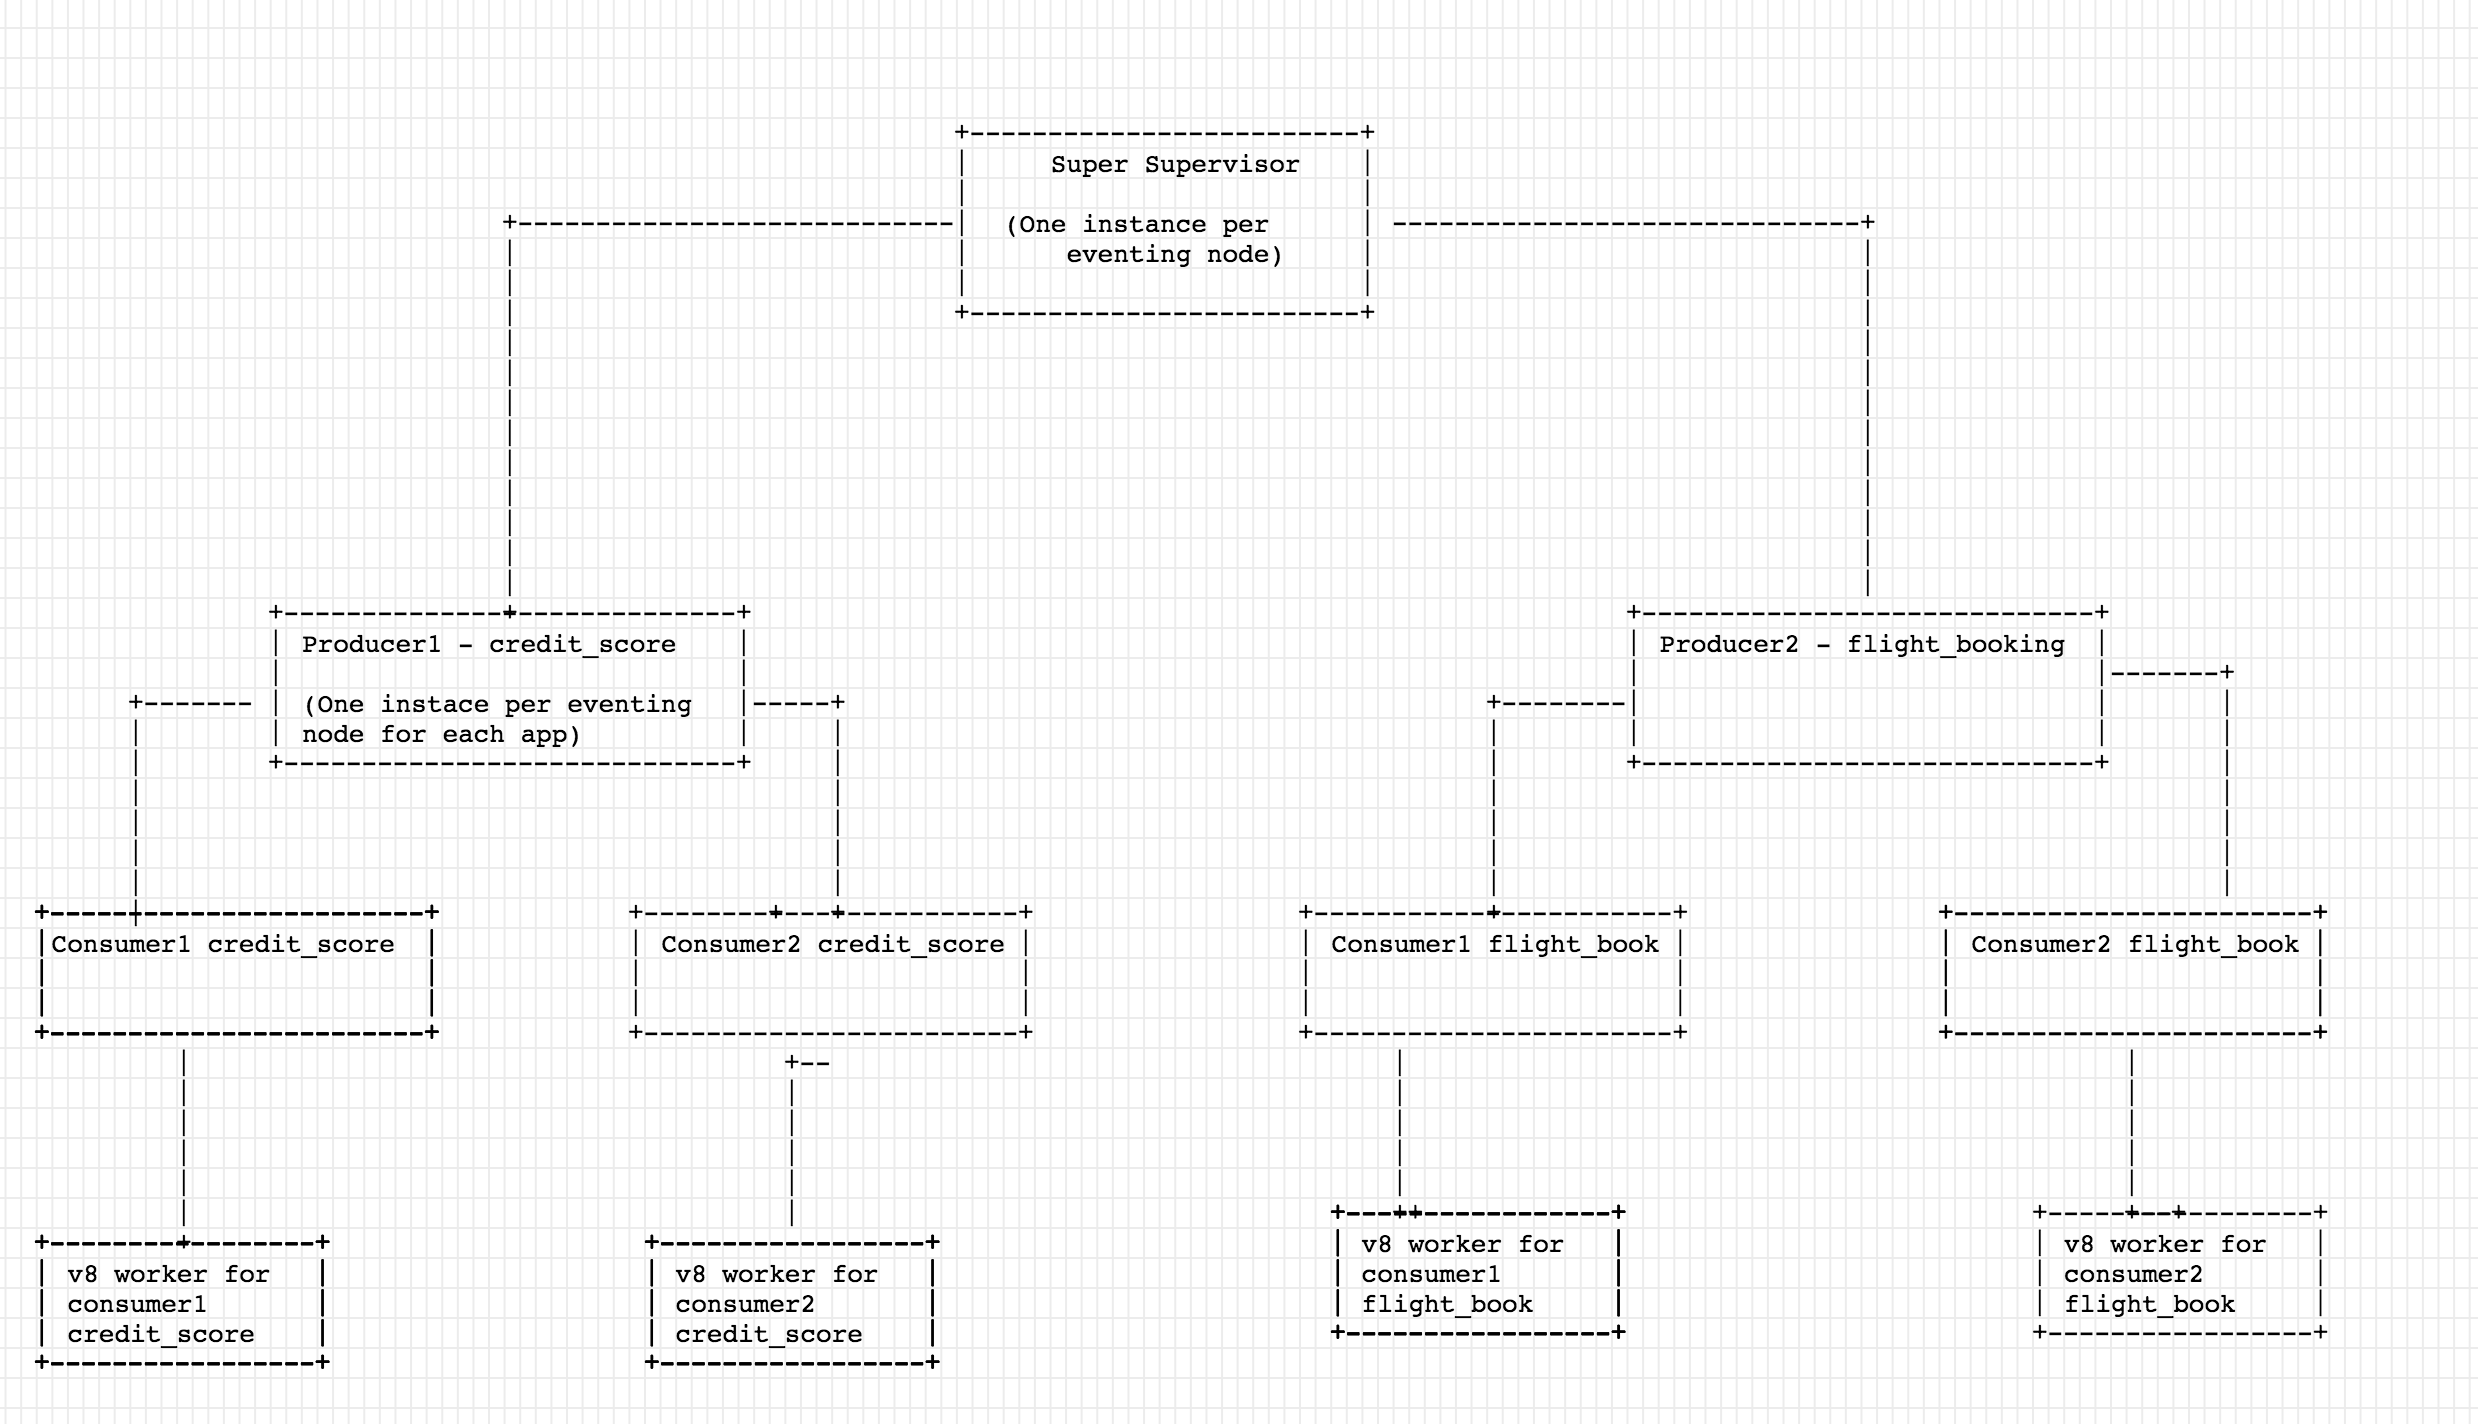 Super Supervisor
(One instance per
eventing node)
Producer1 - credit_score
(One instace per eventing
node for each app)
Producer2 - flight_booking
Consumer1 credit_score
Consumer2 credit_score
Consumer1 flight_book
Consumer2 flight_book
v8 worker for
consumer1
credit_score
v8 worker for
consumer2
credit_score
v8 worker for
consumer1
flight_book
v8 worker for
consumer2
flight_book